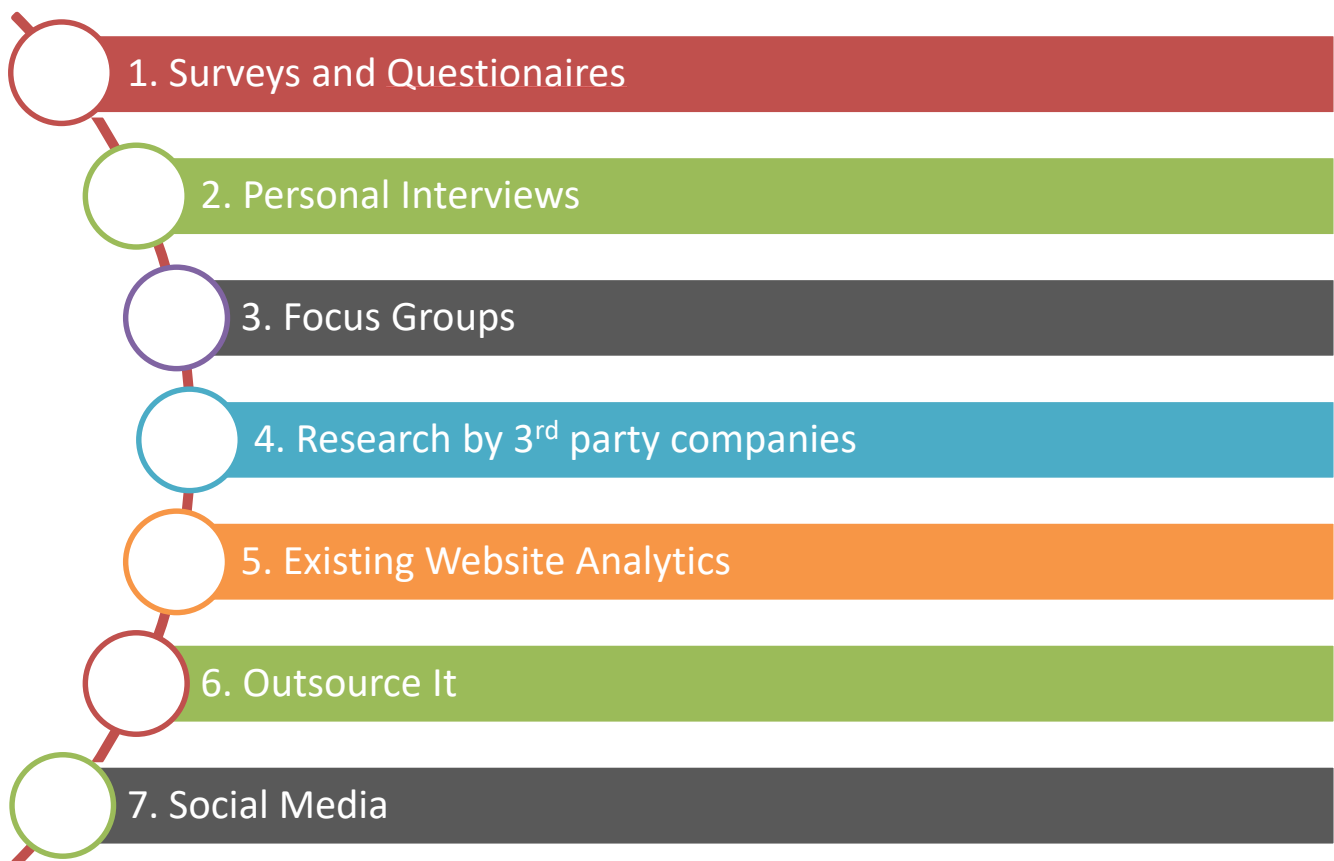 1. Surveys and Questionaires
2. Personal Interviews
3. Focus Groups
4. Research by 3rd party companies
5. Existing Website Analytics
6. Outsource It
7. Social Media